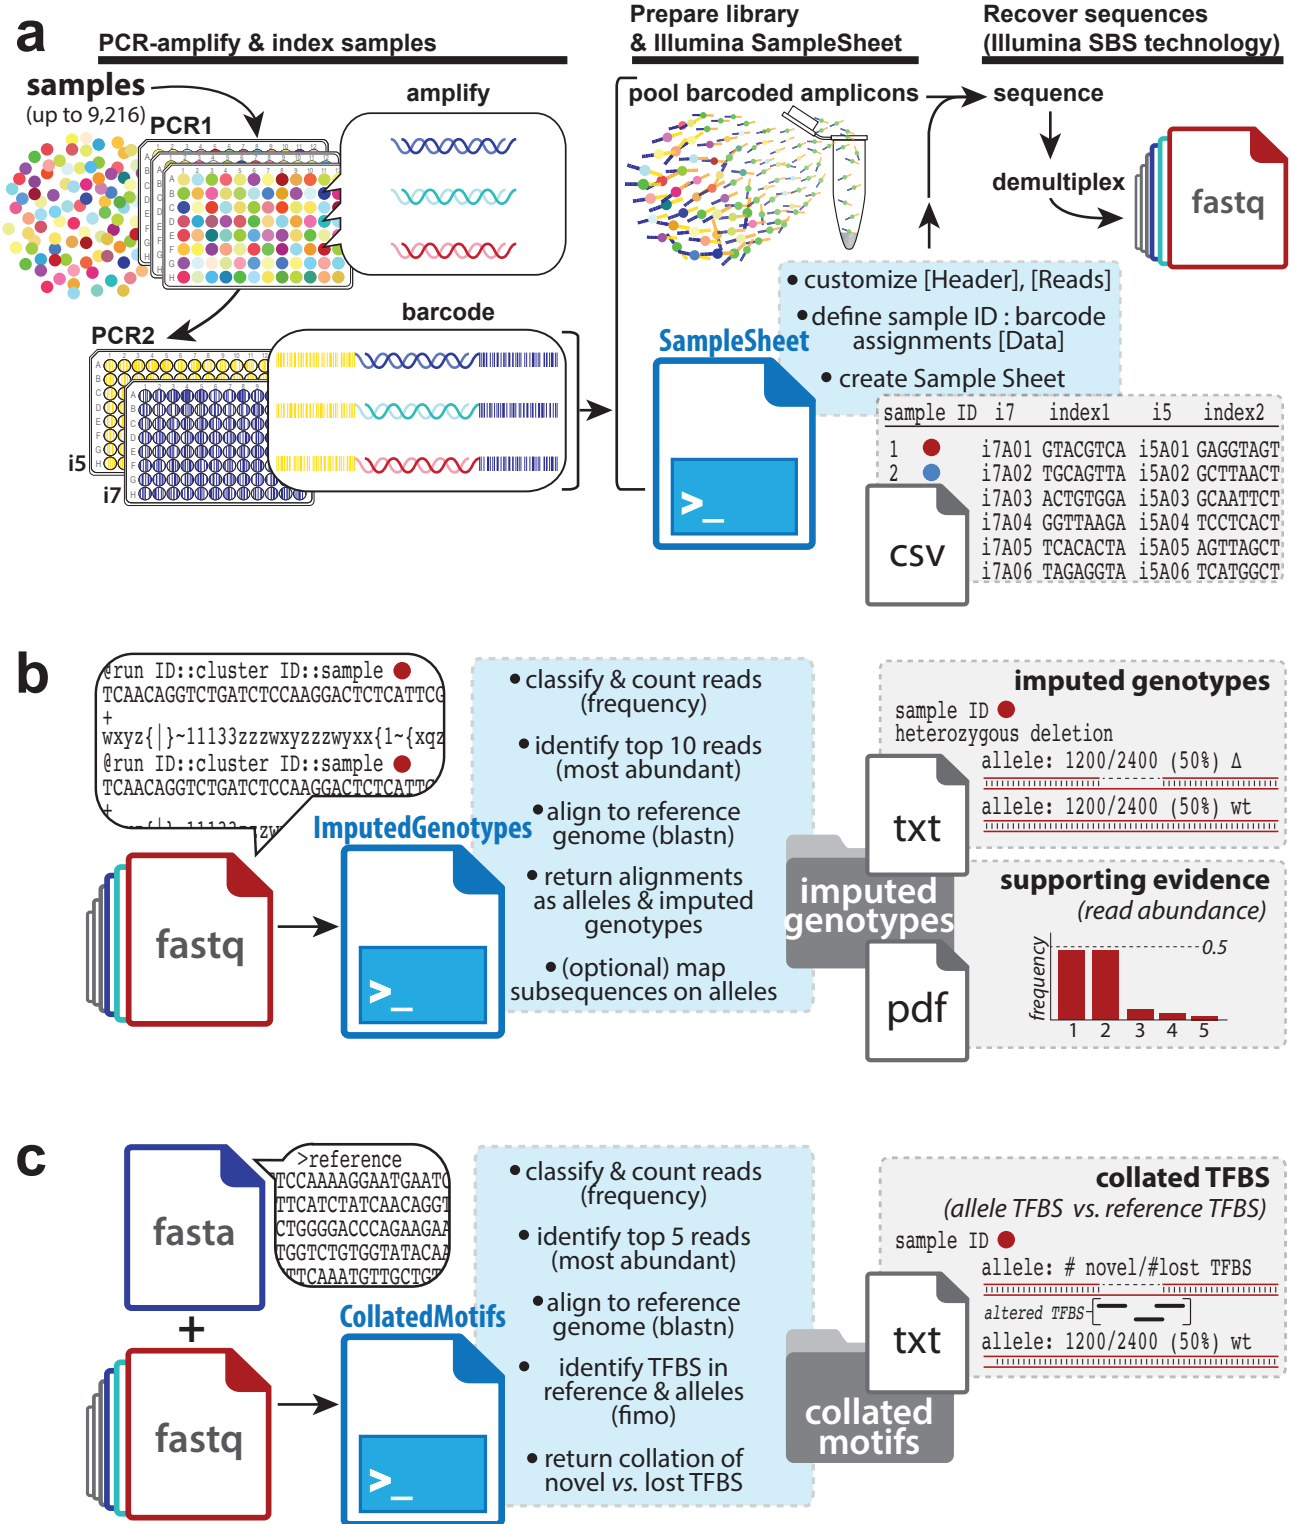 a
PCR-amplify & index samples
Prepare library
& Illumina SampleSheet
Recover sequences
(Illumina SBS technology)
samples
(up to 9,216)
PCR1
amplify
PCR2
barcode
i5
i7
pool barcoded amplicons
sequence
demultiplex
fastq
• customize [Header], [Reads]
• define sample ID : barcode
assignments [Data]
• create Sample Sheet
SampleSheet
>_
sample ID i7 index1 i5 index2
1 i7A01 GTACGTCA i5A01 GAGGTAGT
2 i7A02 TGCAGTTA i5A02 GCTTAACT
i7A03 ACTGTGGA i5A03 GCAATTCT
i7A04 GGTTAAGA i5A04 TCCTCACT
i7A05 TCACACTA i5A05 AGTTAGCT
i7A06 TAGAGGTA i5A06 TCATGGCT
csv
b
@run ID::cluster ID::sample
TCAACAGGTCTGATCTCCAAGGACTCTCATTCG
+
wxyz{|}~11133zzzwxyzzzwyxx{1~{xqz
@run ID::cluster ID::sample
TCAACAGGTCTGATCTCCAAGGACTCTCATTC
+
fastq
ImputedGenotypes
>_
• classify & count reads
(frequency)
• identify top 10 reads
(most abundant)
• align to reference
genome (blastn)
• return alignments
as alleles & imputed
genotypes
• (optional) map
subsequences on alleles
imputed
genotypes
txt
pdf
imputed genotypes
sample ID
heterozygous deletion
allele: 1200/2400 (50%) Δ
allele: 1200/2400 (50%) wt
supporting evidence
(read abundance)
frequency
0.5
1 2 3 4 5
c
fasta
>reference
TCCAAAAGGAATGAATC
TTCATCTATCAACAGGT
CTGGGGACCCAGAAGAA
TGGTCTGTGGTATACAA
TTCAAATGTTGCTGT
+
fastq
CollatedMotifs
>_
• classify & count reads
(frequency)
• identify top 5 reads
(most abundant)
• align to reference
genome (blastn)
• identify TFBS in
reference & alleles
(fimo)
• return collation of
novel vs. lost TFBS
collated
motifs
txt
collated TFBS
(allele TFBS vs. reference TFBS)
sample ID
allele: # novel/#lost TFBS
altered TFBS
allele: 1200/2400 (50%) wt